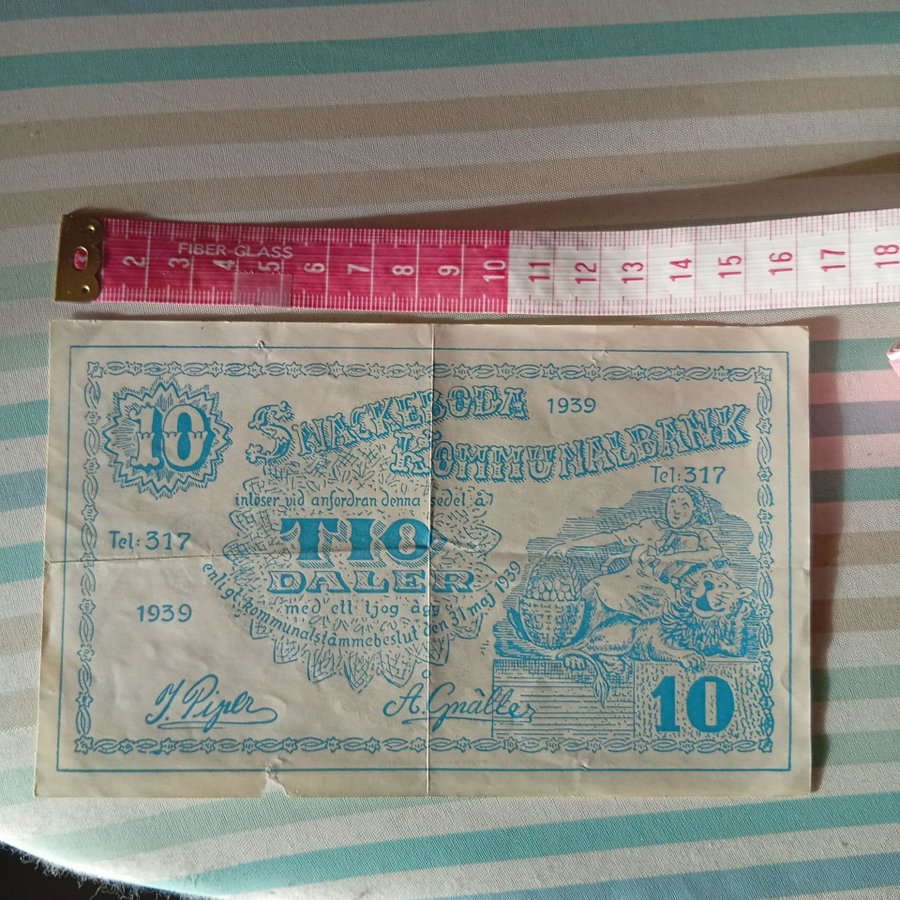 FIBER-GLASS
2 3 4 5 6 7 8 9 10 11 12 13 14 15 16 17 18
10
SNACKEBODA 1939
KOMMUNALBANK
Tel: 317
inlöser vid anfordran denna sedel å
TIO
DALER
Tel: 317
med ett tjog ägg
enligt kommunalstämmebeslut den 31 maj 1939
1939
J. Piper
A. Gnäller
10